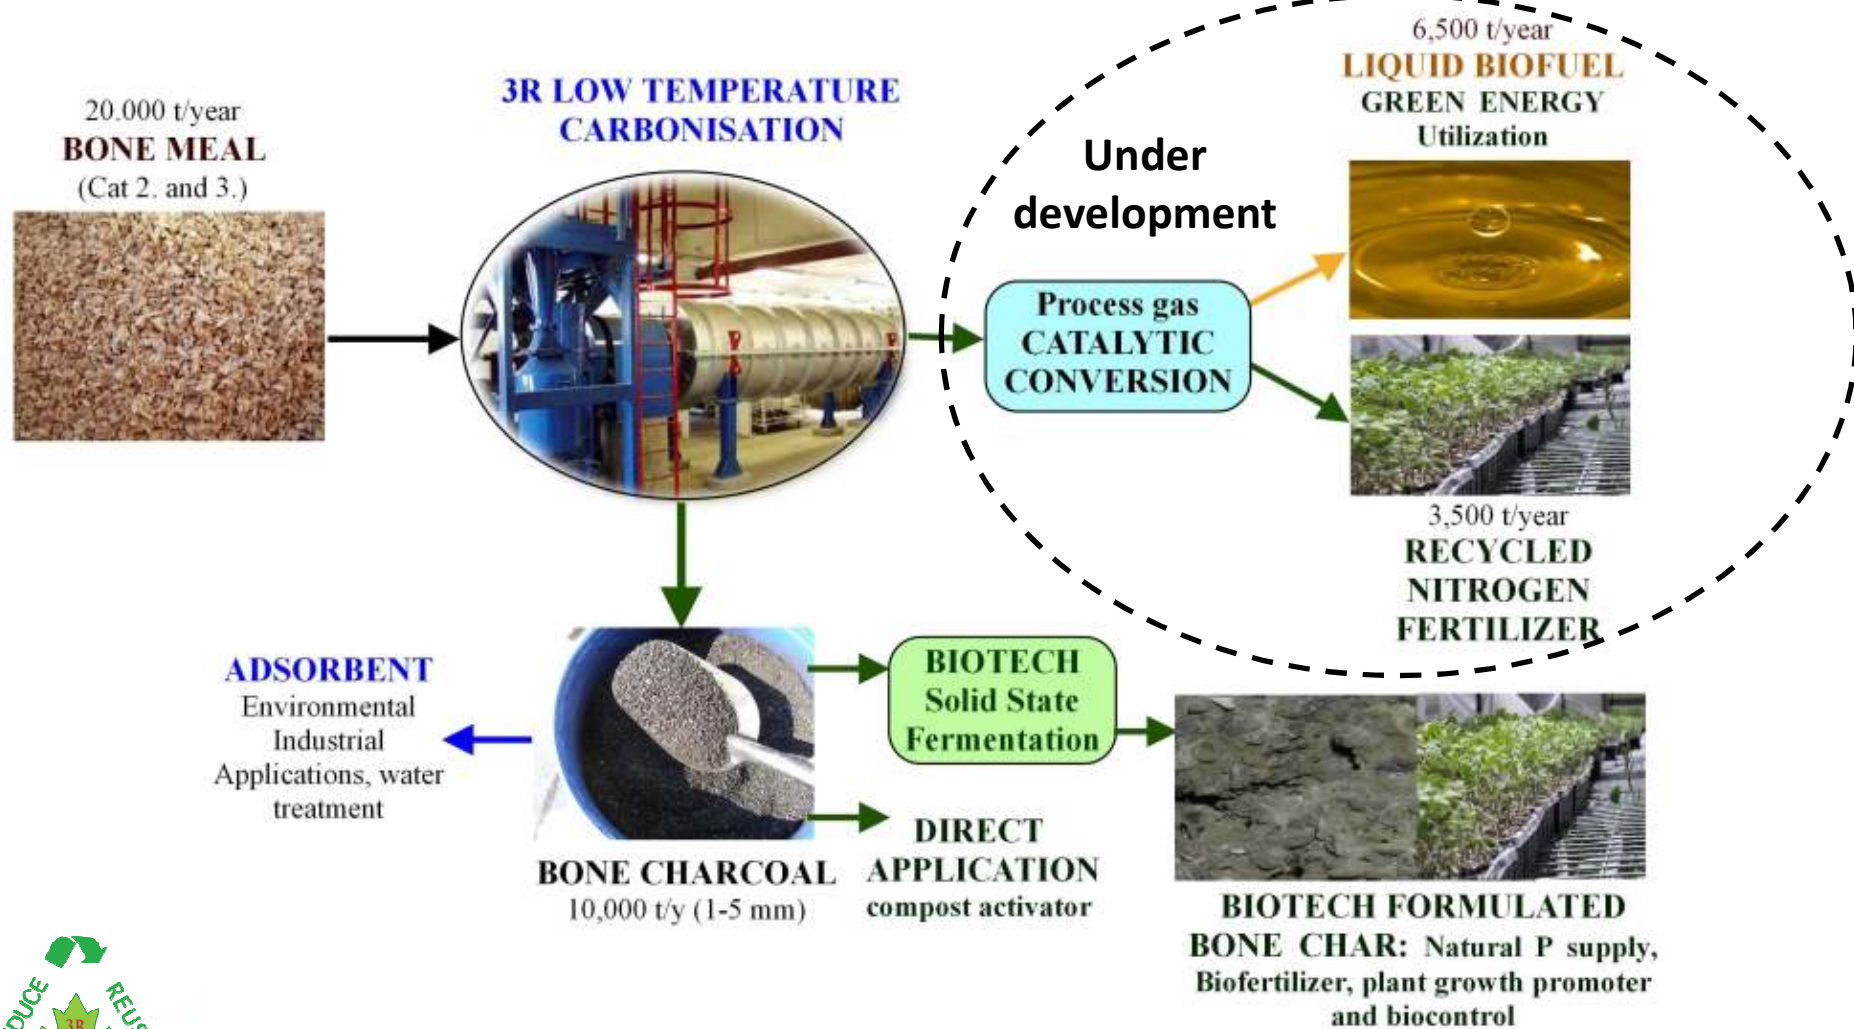 20.000 t/year
BONE MEAL
(Cat 2. and 3.)
3R LOW TEMPERATURE
CARBONISATION
Under
development
Process gas
CATALYTIC
CONVERSION
6,500 t/year
LIQUID BIOFUEL
GREEN ENERGY
Utilization
3,500 t/year
RECYCLED
NITROGEN
FERTILIZER
ADSORBENT
Environmental
Industrial
Applications, water
treatment
BONE CHARCOAL
10,000 t/y (1-5 mm)
BIOTECH
Solid State
Fermentation
DIRECT
APPLICATION
compost activator
BIOTECH FORMULATED
BONE CHAR: Natural P supply,
Biofertilizer, plant growth promoter
and biocontrol
3R